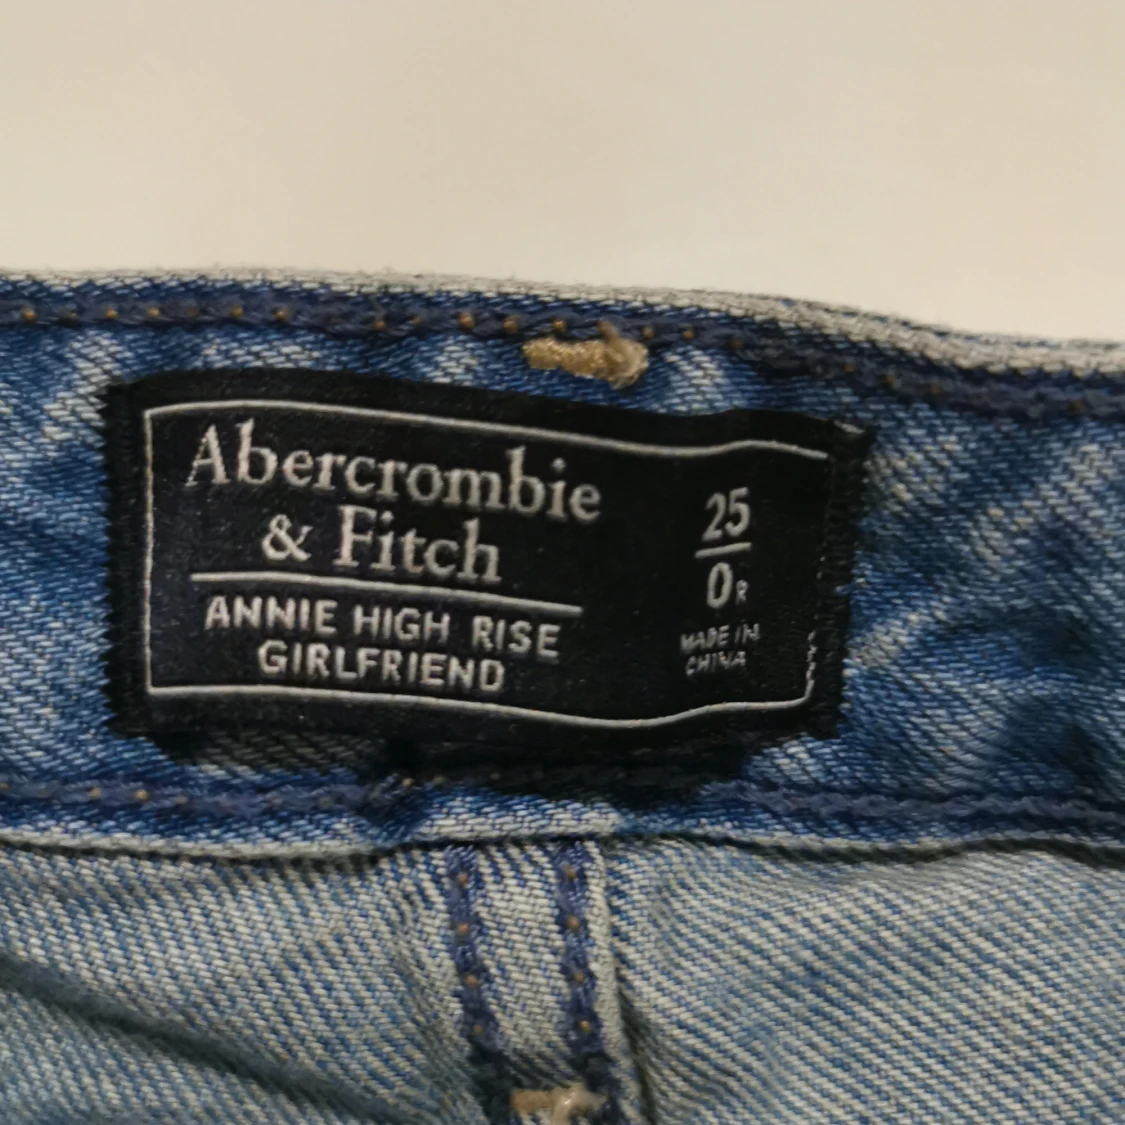 Abercrombie
& Fitch
ANNIE HIGH RISE
GIRLFRIEND
25
0R
MADE IN
CHINA